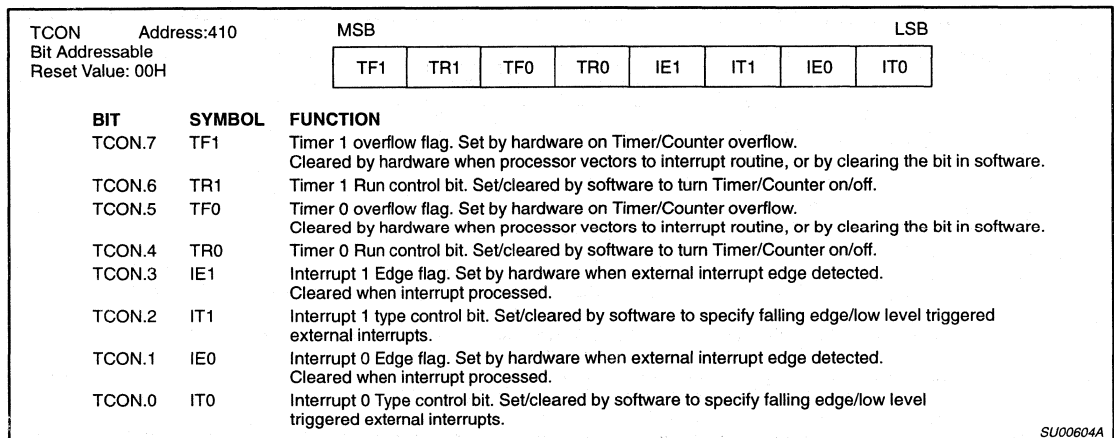 TCON Address:410 MSB LSB
Bit Addressable
Reset Value: 00H
TF1 TR1 TF0 TR0 IE1 IT1 IE0 IT0
BIT SYMBOL FUNCTION
TCON.7 TF1 Timer 1 overflow flag. Set by hardware on Timer/Counter overflow.
Cleared by hardware when processor vectors to interrupt routine, or by clearing the bit in software.
TCON.6 TR1 Timer 1 Run control bit. Set/cleared by software to turn Timer/Counter on/off.
TCON.5 TF0 Timer 0 overflow flag. Set by hardware on Timer/Counter overflow.
Cleared by hardware when processor vectors to interrupt routine, or by clearing the bit in software.
TCON.4 TR0 Timer 0 Run control bit. Set/cleared by software to turn Timer/Counter on/off.
TCON.3 IE1 Interrupt 1 Edge flag. Set by hardware when external interrupt edge detected.
Cleared when interrupt processed.
TCON.2 IT1 Interrupt 1 type control bit. Set/cleared by software to specify falling edge/low level triggered
external interrupts.
TCON.1 IE0 Interrupt 0 Edge flag. Set by hardware when external interrupt edge detected.
Cleared when interrupt processed.
TCON.0 IT0 Interrupt 0 Type control bit. Set/cleared by software to specify falling edge/low level
triggered external interrupts.
SU00604A